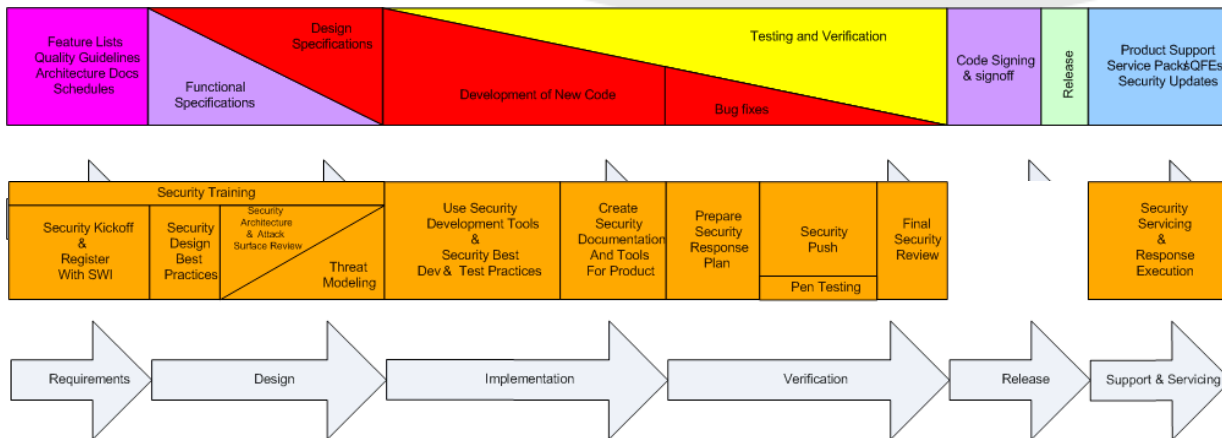 Feature Lists
Quality Guidelines
Architecture Docs
Schedules
Functional
Specifications
Design
Specifications
Development of New Code
Testing and Verification
Bug fixes
Code Signing
& signoff
Release
Product Support
Service Packs/QFEs
Security Updates
Security Training
Security Kickoff
&
Register
With SWI
Security
Design
Best
Practices
Security
Architecture
& Attack
Surface Review
Threat
Modeling
Use Security
Development Tools
&
Security Best
Dev & Test Practices
Create
Security
Documentation
And Tools
For Product
Prepare
Security
Response
Plan
Security
Push
Pen Testing
Final
Security
Review
Security
Servicing
&
Response
Execution
Requirements
Design
Implementation
Verification
Release
Support & Servicing